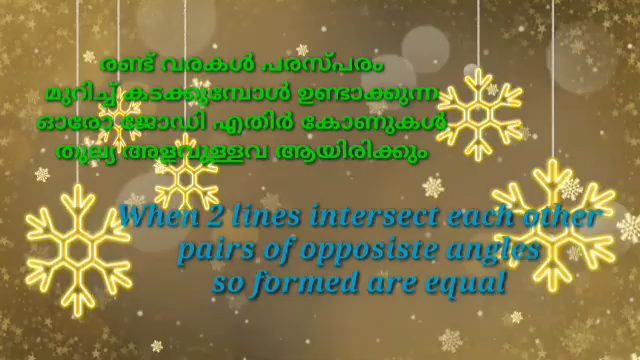 രണ്ട് വരകൾ പരസ്പരം
മുറിച്ച് കടക്കുമ്പോൾ ഉണ്ടാക്കുന്ന
ഓരോ ജോഡി എതിർ കോണുകൾ
തുല്യ അളവുള്ളവ ആയിരിക്കും
When 2 lines intersect each other
pairs of opposiste angles
so formed are equal